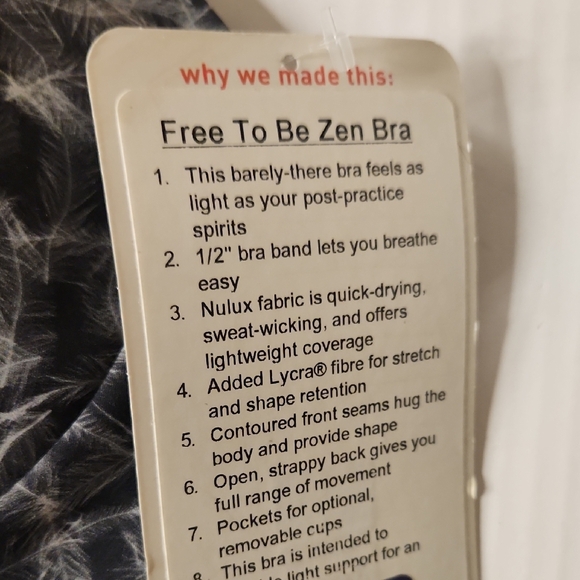 why we made this:
Free To Be Zen Bra
1. This barely-there bra feels as
light as your post-practice
spirits
2. 1/2" bra band lets you breathe
easy
3. Nulux fabric is quick-drying,
sweat-wicking, and offers
lightweight coverage
4. Added Lycra® fibre for stretch
and shape retention
5. Contoured front seams hug the
body and provide shape
6. Open, strappy back gives you
full range of movement
7. Pockets for optional,
removable cups
8. This bra is intended to
light support for an